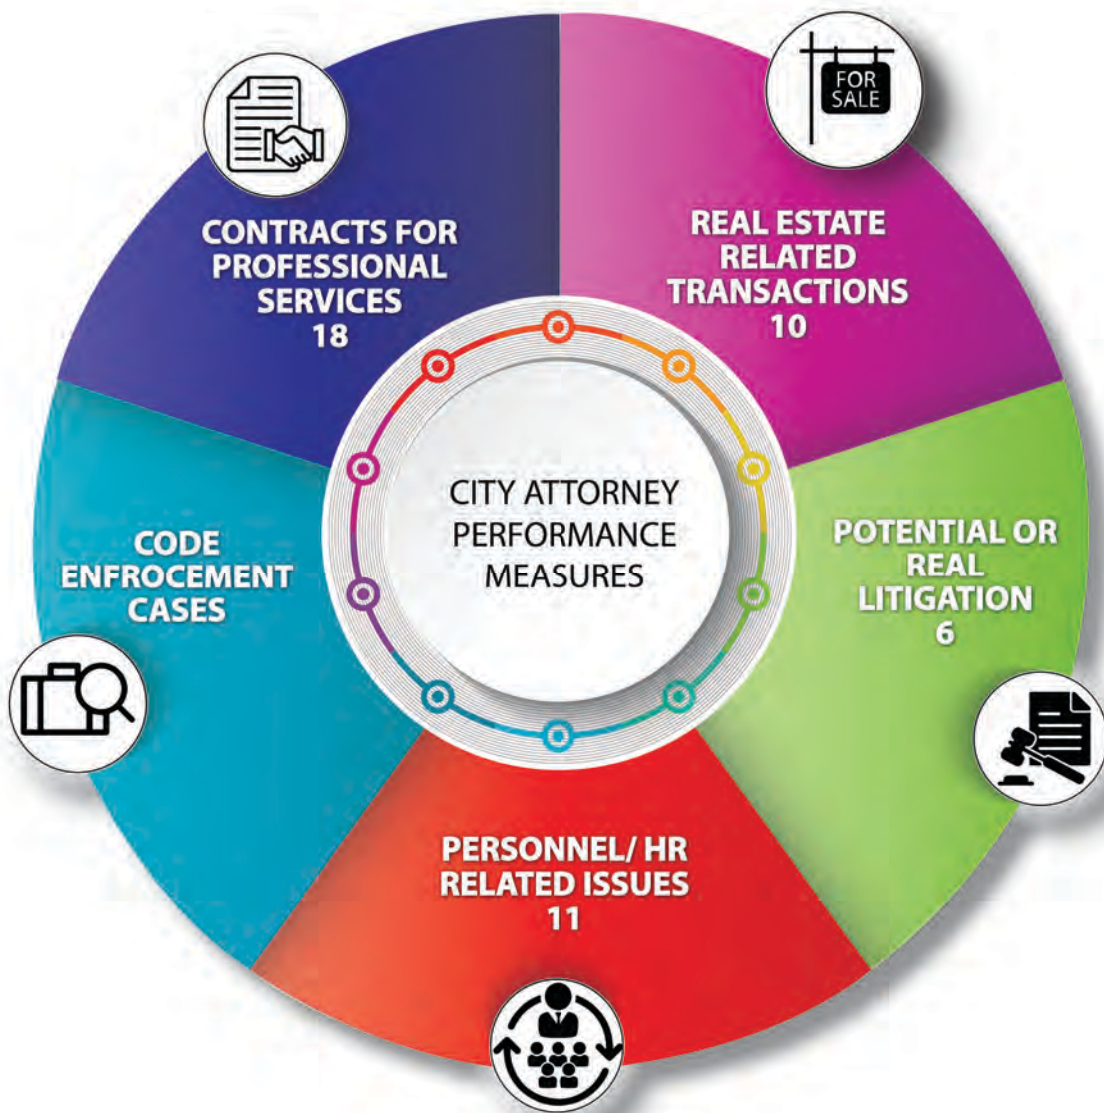 FOR
SALE
CONTRACTS FOR
PROFESSIONAL
SERVICES
18
REAL ESTATE
RELATED
TRANSACTIONS
10
CITY ATTORNEY
PERFORMANCE
MEASURES
CODE
ENFROCEMENT
CASES
POTENTIAL OR
REAL
LITIGATION
6
PERSONNEL/ HR
RELATED ISSUES
11